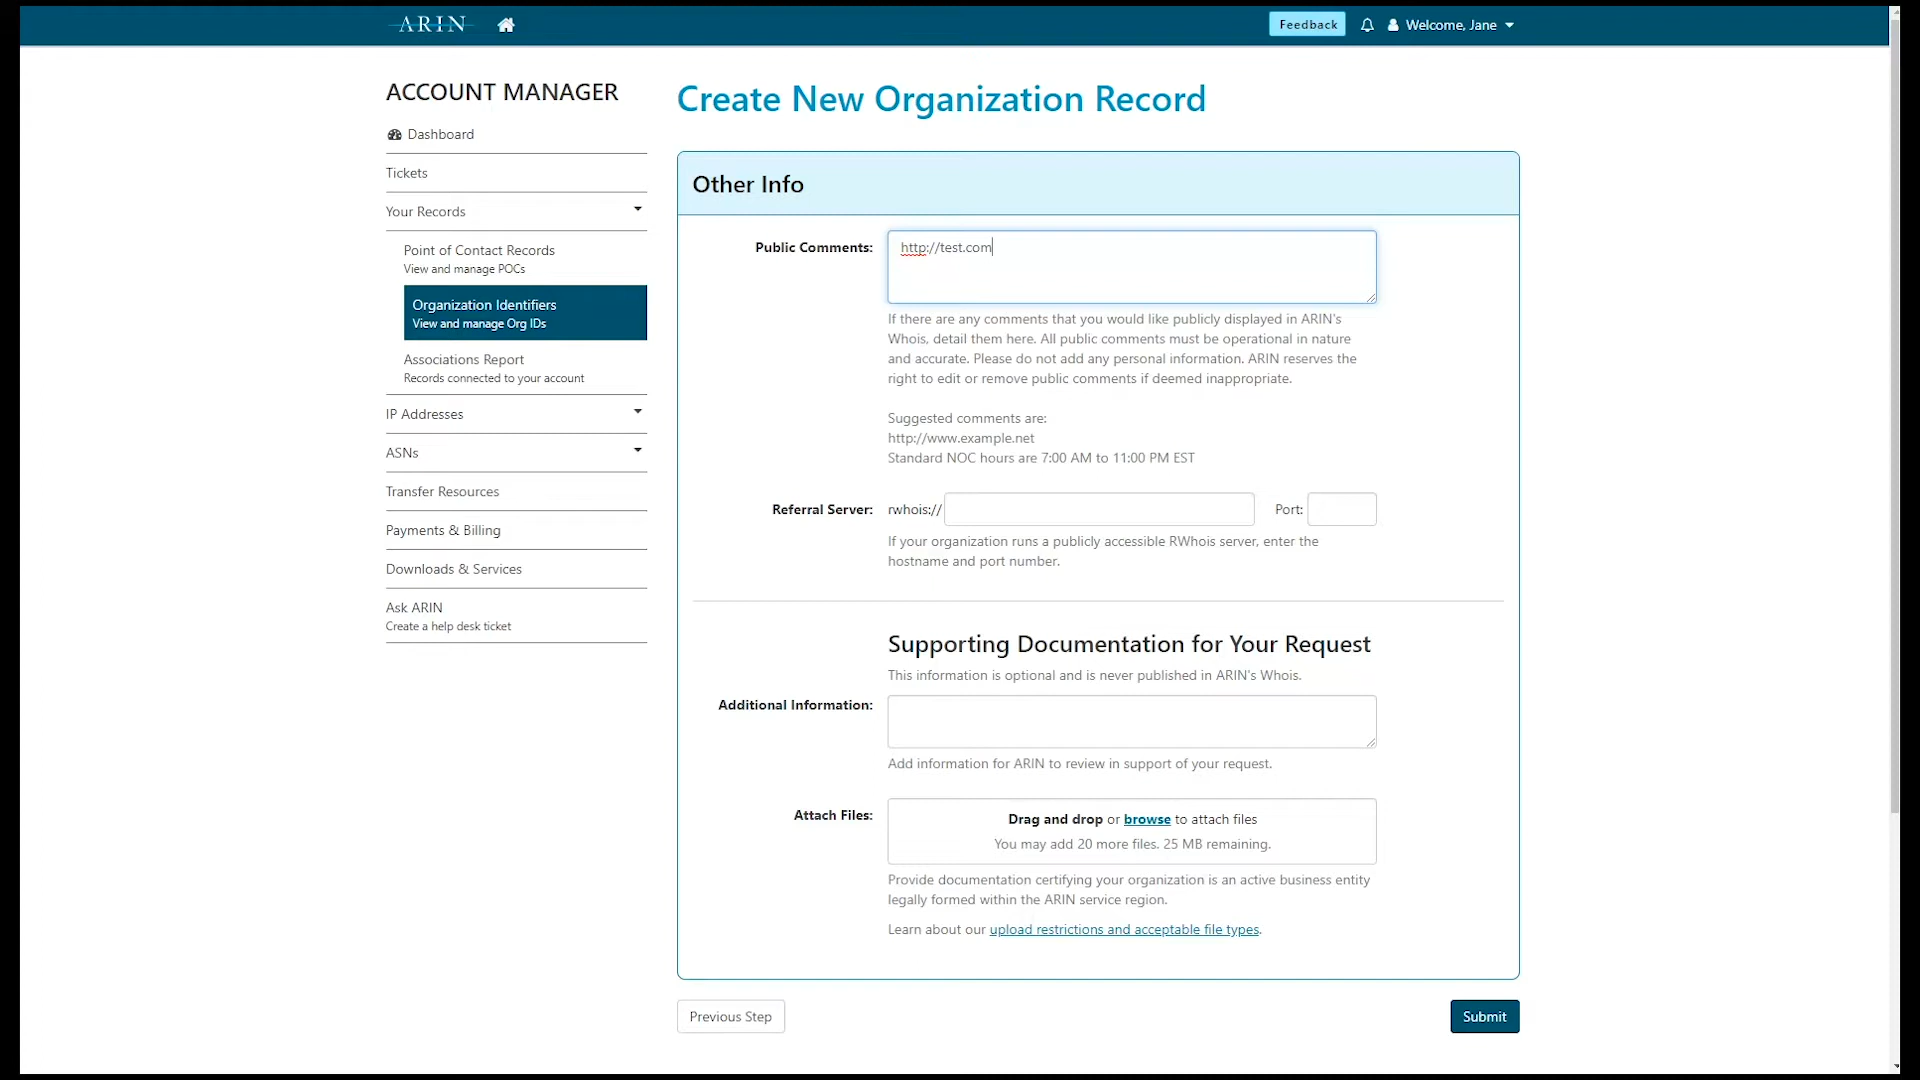 ARIN
Feedback
Welcome, Jane
ACCOUNT MANAGER
Dashboard
Tickets
Your Records
Point of Contact Records
View and manage POCs
Organization Identifiers
View and manage Org IDs
Associations Report
Records connected to your account
IP Addresses
ASNs
Transfer Resources
Payments & Billing
Downloads & Services
Ask ARIN
Create a help desk ticket
Create New Organization Record
Other Info
Public Comments:
http://test.com
If there are any comments that you would like publicly displayed in ARIN's
Whois, detail them here. All public comments must be operational in nature
and accurate. Please do not add any personal information. ARIN reserves the
right to edit or remove public comments if deemed inappropriate.
Suggested comments are:
http://www.example.net
Standard NOC hours are 7:00 AM to 11:00 PM EST
Referral Server: rwhois:// Port:
If your organization runs a publicly accessible RWhois server, enter the
hostname and port number.
Supporting Documentation for Your Request
This information is optional and is never published in ARIN's Whois.
Additional Information:
Add information for ARIN to review in support of your request.
Attach Files:
Drag and drop or browse to attach files
You may add 20 more files. 25 MB remaining.
Provide documentation certifying your organization is an active business entity
legally formed within the ARIN service region.
Learn about our upload restrictions and acceptable file types.
Previous Step
Submit